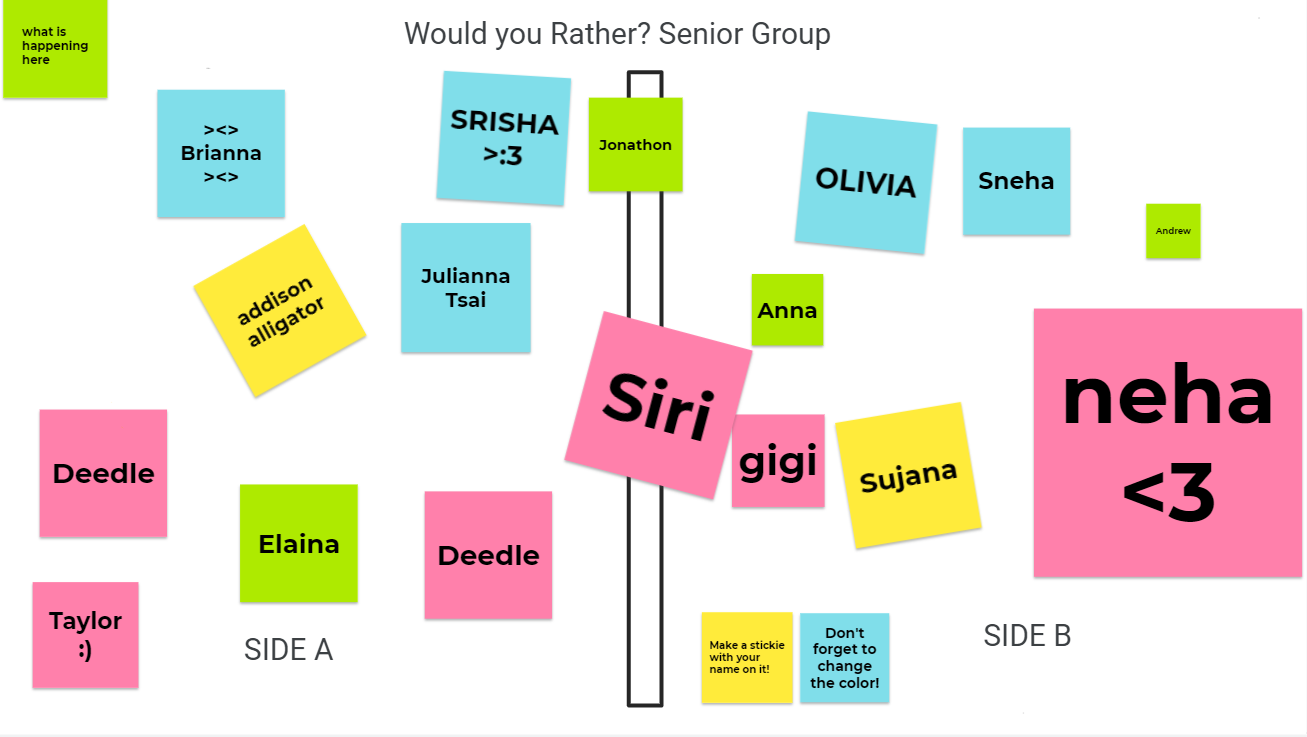 Would you Rather? Senior Group
what is
happening
here
><>
Brianna
><>
SRISHA
>:3
Jonathon
OLIVIA
Sneha
Andrew
addison
alligator
Julianna
Tsai
Anna
Siri
neha
<3
gigi
Sujana
Deedle
Elaina
Deedle
Taylor
:)
SIDE A
Make a stickie
with your
name on it!
Don't
forget to
change
the color!
SIDE B